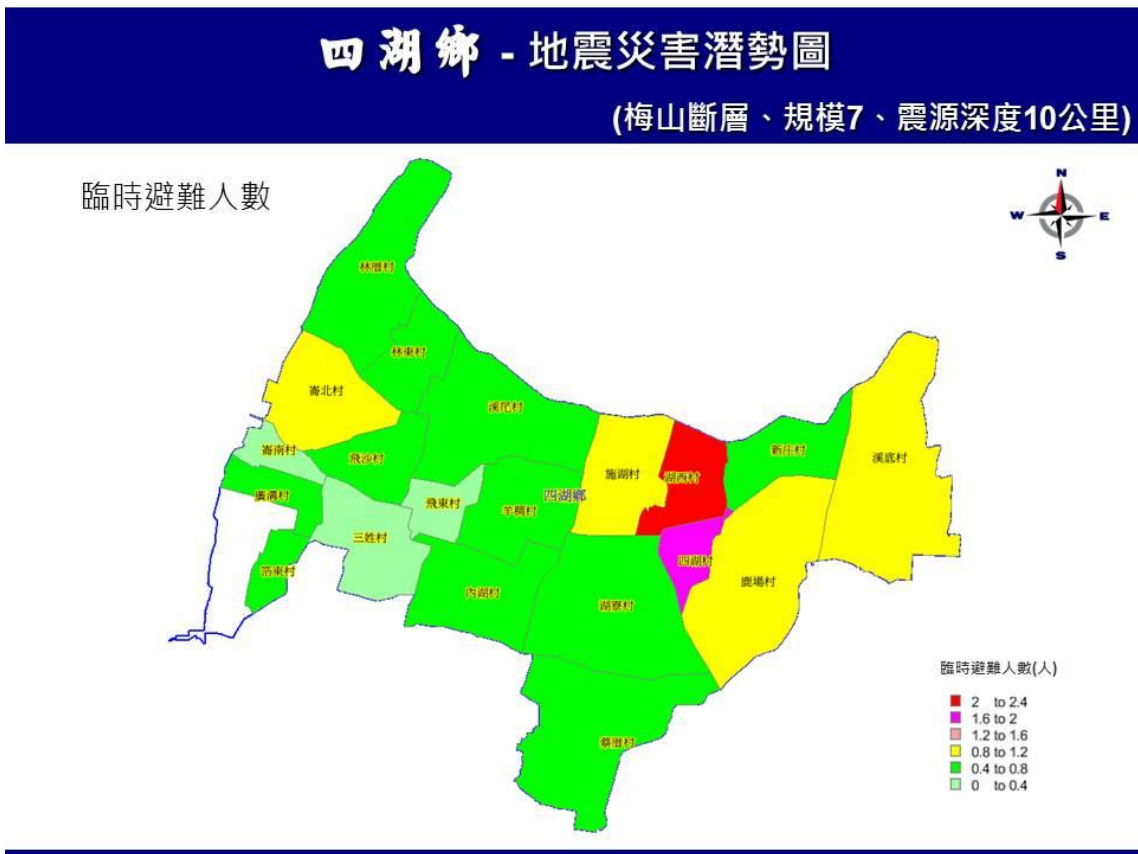 四湖鄉 - 地震災害潛勢圖
(梅山斷層、規模7、震源深度10公里)
臨時避難人數
N
W E
S
林厝村
林東村
崙北村
溪尾村
崙南村
飛沙村
施湖村
湖西村
新庄村
溪底村
廣溝村
飛東村
羊稠村
四湖鄉
三姓村
四湖村
箔東村
內湖村
湖寮村
鹿場村
蔡厝村
臨時避難人數(人)
2 to 2.4
1.6 to 2
1.2 to 1.6
0.8 to 1.2
0.4 to 0.8
0 to 0.4